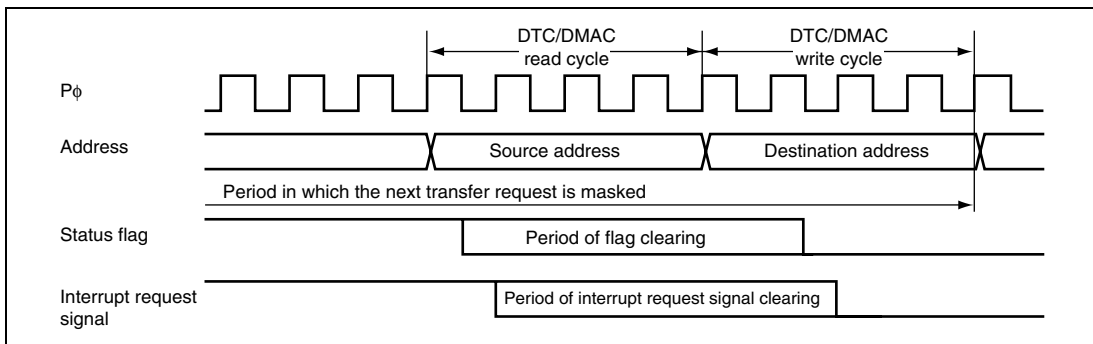 DTC/DMAC
read cycle
DTC/DMAC
write cycle
Pϕ
Address
Source address
Destination address
Period in which the next transfer request is masked
Status flag
Period of flag clearing
Interrupt request
signal
Period of interrupt request signal clearing